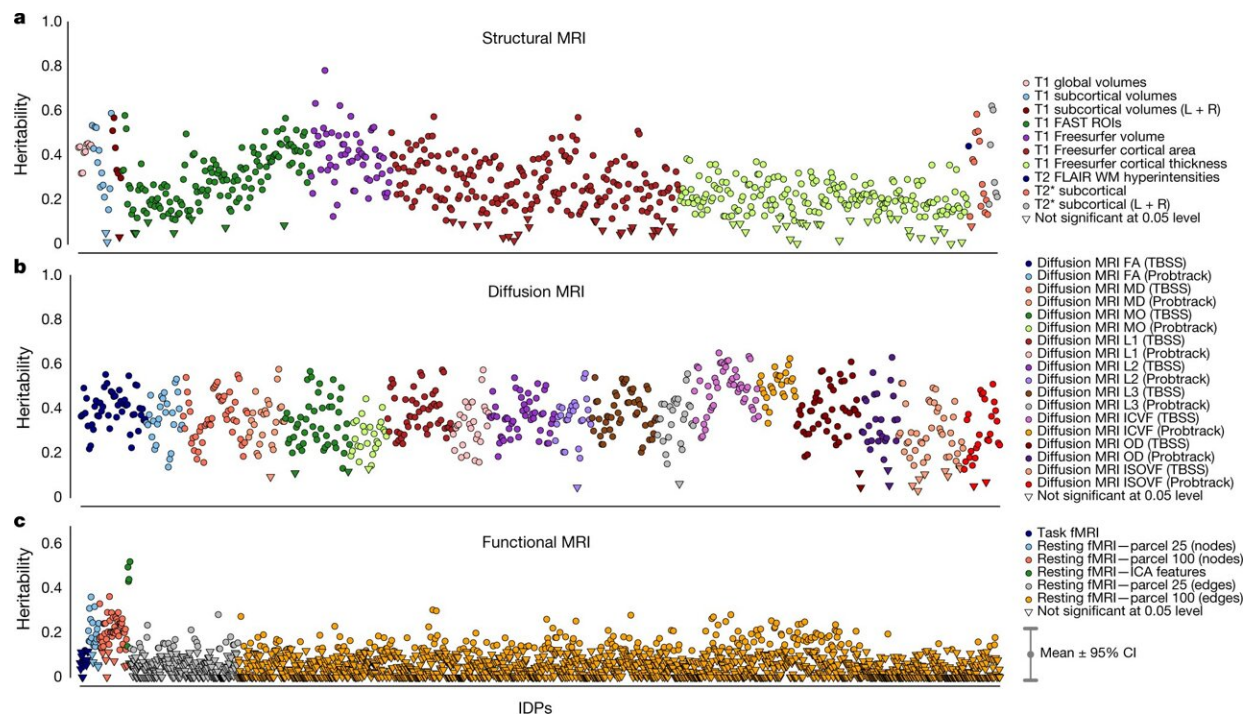 a
Structural MRI
1.0
0.8
0.6
0.4
0.2
0
Heritability
T1 global volumes
T1 subcortical volumes
T1 subcortical volumes (L + R)
T1 FAST ROIs
T1 Freesurfer volume
T1 Freesurfer cortical area
T1 Freesurfer cortical thickness
T2 FLAIR WM hyperintensities
T2* subcortical
T2* subcortical (L + R)
Not significant at 0.05 level
b
Diffusion MRI
1.0
0.8
0.6
0.4
0.2
0
Heritability
Diffusion MRI FA (TBSS)
Diffusion MRI FA (Probtrack)
Diffusion MRI MD (TBSS)
Diffusion MRI MD (Probtrack)
Diffusion MRI MO (TBSS)
Diffusion MRI MO (Probtrack)
Diffusion MRI L1 (TBSS)
Diffusion MRI L1 (Probtrack)
Diffusion MRI L2 (TBSS)
Diffusion MRI L2 (Probtrack)
Diffusion MRI L3 (TBSS)
Diffusion MRI L3 (Probtrack)
Diffusion MRI ICVF (TBSS)
Diffusion MRI ICVF (Probtrack)
Diffusion MRI OD (TBSS)
Diffusion MRI OD (Probtrack)
Diffusion MRI ISOVF (TBSS)
Diffusion MRI ISOVF (Probtrack)
Not significant at 0.05 level
c
Functional MRI
0.6
0.4
0.2
0
Heritability
Task fMRI
Resting fMRI—parcel 25 (nodes)
Resting fMRI—parcel 100 (nodes)
Resting fMRI—ICA features
Resting fMRI—parcel 25 (edges)
Resting fMRI—parcel 100 (edges)
Not significant at 0.05 level
Mean ± 95% CI
IDPs